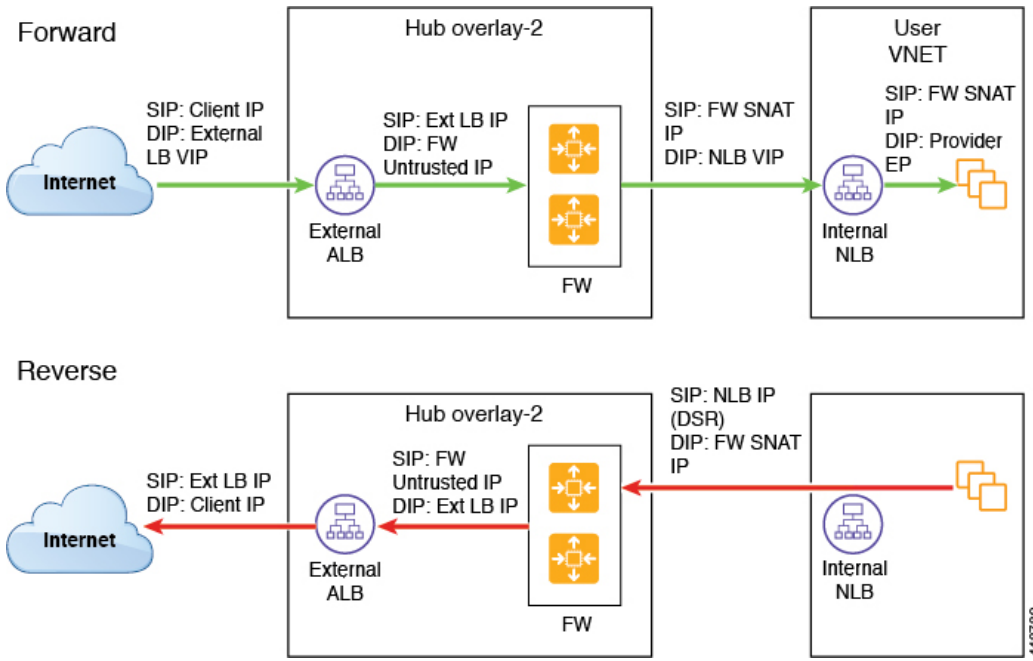 Forward
Hub overlay-2
User
VNET
SIP: Client IP
DIP: External
LB VIP
SIP: Ext LB IP
DIP: FW
Untrusted IP
SIP: FW SNAT
IP
DIP: NLB VIP
SIP: FW SNAT
IP
DIP: Provider
EP
Internet
External
ALB
FW
Internal
NLB
Reverse
Hub overlay-2
SIP: NLB IP
(DSR)
DIP: FW SNAT
IP
SIP: FW
Untrusted IP
DIP: Ext LB IP
SIP: Ext LB IP
DIP: Client IP
Internet
External
ALB
FW
Internal
NLB